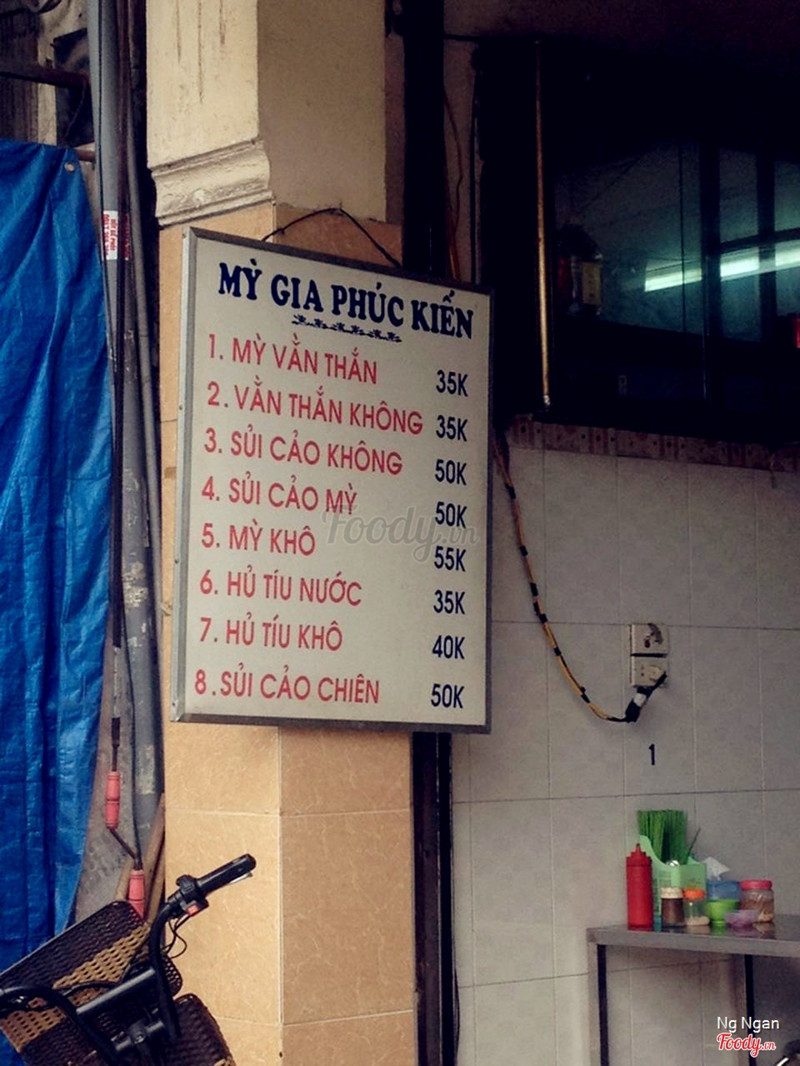 MỲ GIA PHÚC KIẾN
1. MỲ VẰN THẮN 35K
2. VẰN THẮN KHÔNG 35K
3. SỦI CẢO KHÔNG 50K
4. SỦI CẢO MỲ 50K
5. MỲ KHÔ 55K
6. HỦ TÍU NƯỚC 35K
7. HỦ TÍU KHÔ 40K
8. SỦI CẢO CHIÊN 50K
Foody.vn
1
Ng Ngan
Foody.vn